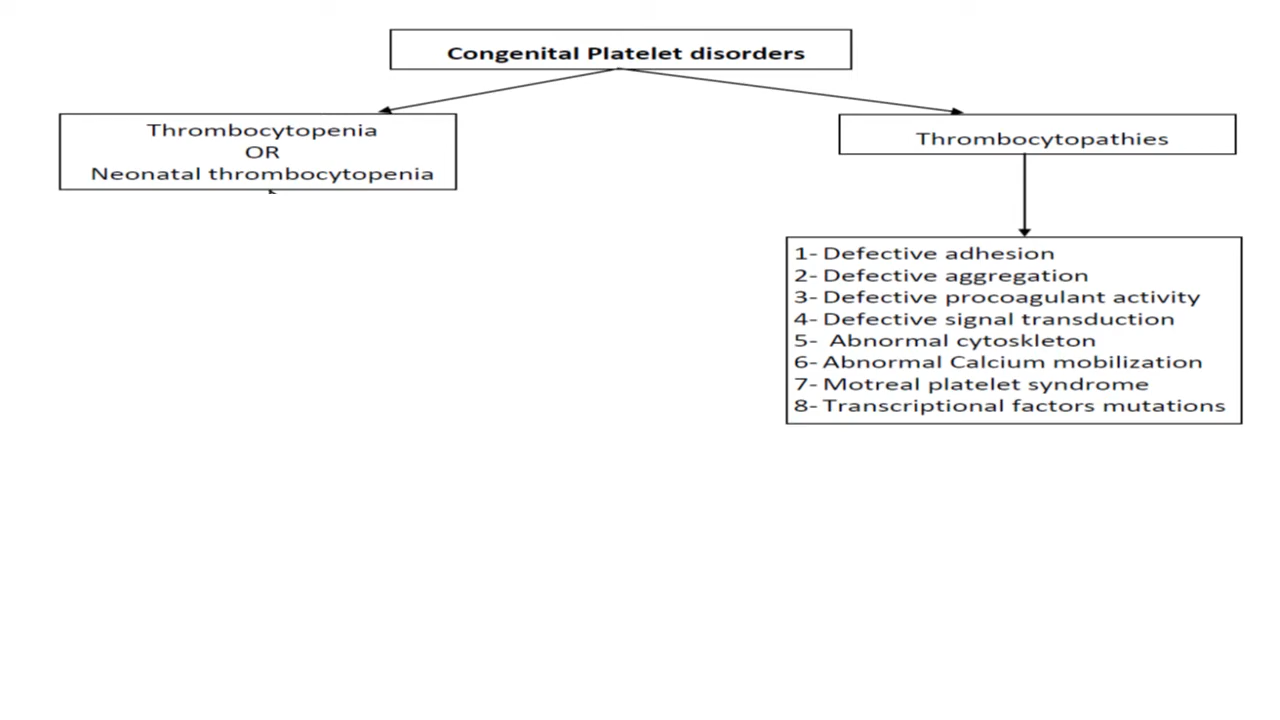 Congenital Platelet disorders
Thrombocytopenia
OR
Neonatal thrombocytopenia
Thrombocytopathies
1- Defective adhesion
2- Defective aggregation
3- Defective procoagulant activity
4- Defective signal transduction
5- Abnormal cytoskleton
6- Abnormal Calcium mobilization
7- Motreal platelet syndrome
8- Transcriptional factors mutations